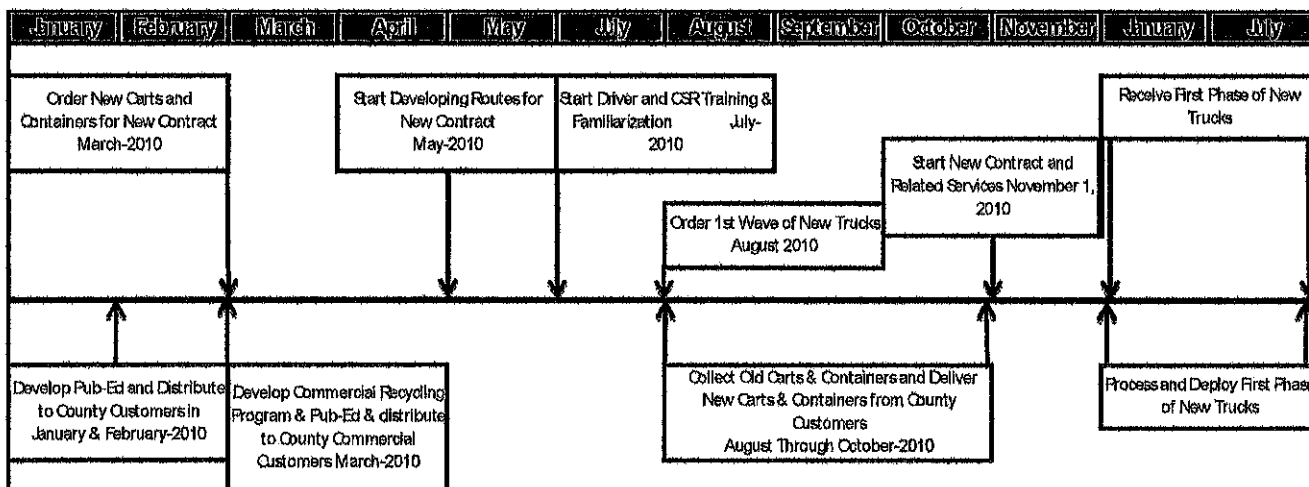 January February March April May July August September October November January July
Order New Carts and
Containers for New Contract
March-2010
Start Developing Routes for
New Contract
May-2010
Start Driver and CSR Training &
Familiarization July-
2010
Order 1st Wave of New Trucks
August 2010
Start New Contract and
Related Services November 1,
2010
Receive First Phase of New
Trucks
Develop Pub-Ed and Distribute
to County Customers in
January & February-2010
Develop Commercial Recycling
Program & Pub-Ed & distribute
to County Commercial
Customers March-2010
Collect Old Carts & Containers and Deliver
New Carts & Containers from County
Customers
August Through October-2010
Process and Deploy First Phase
of New Trucks